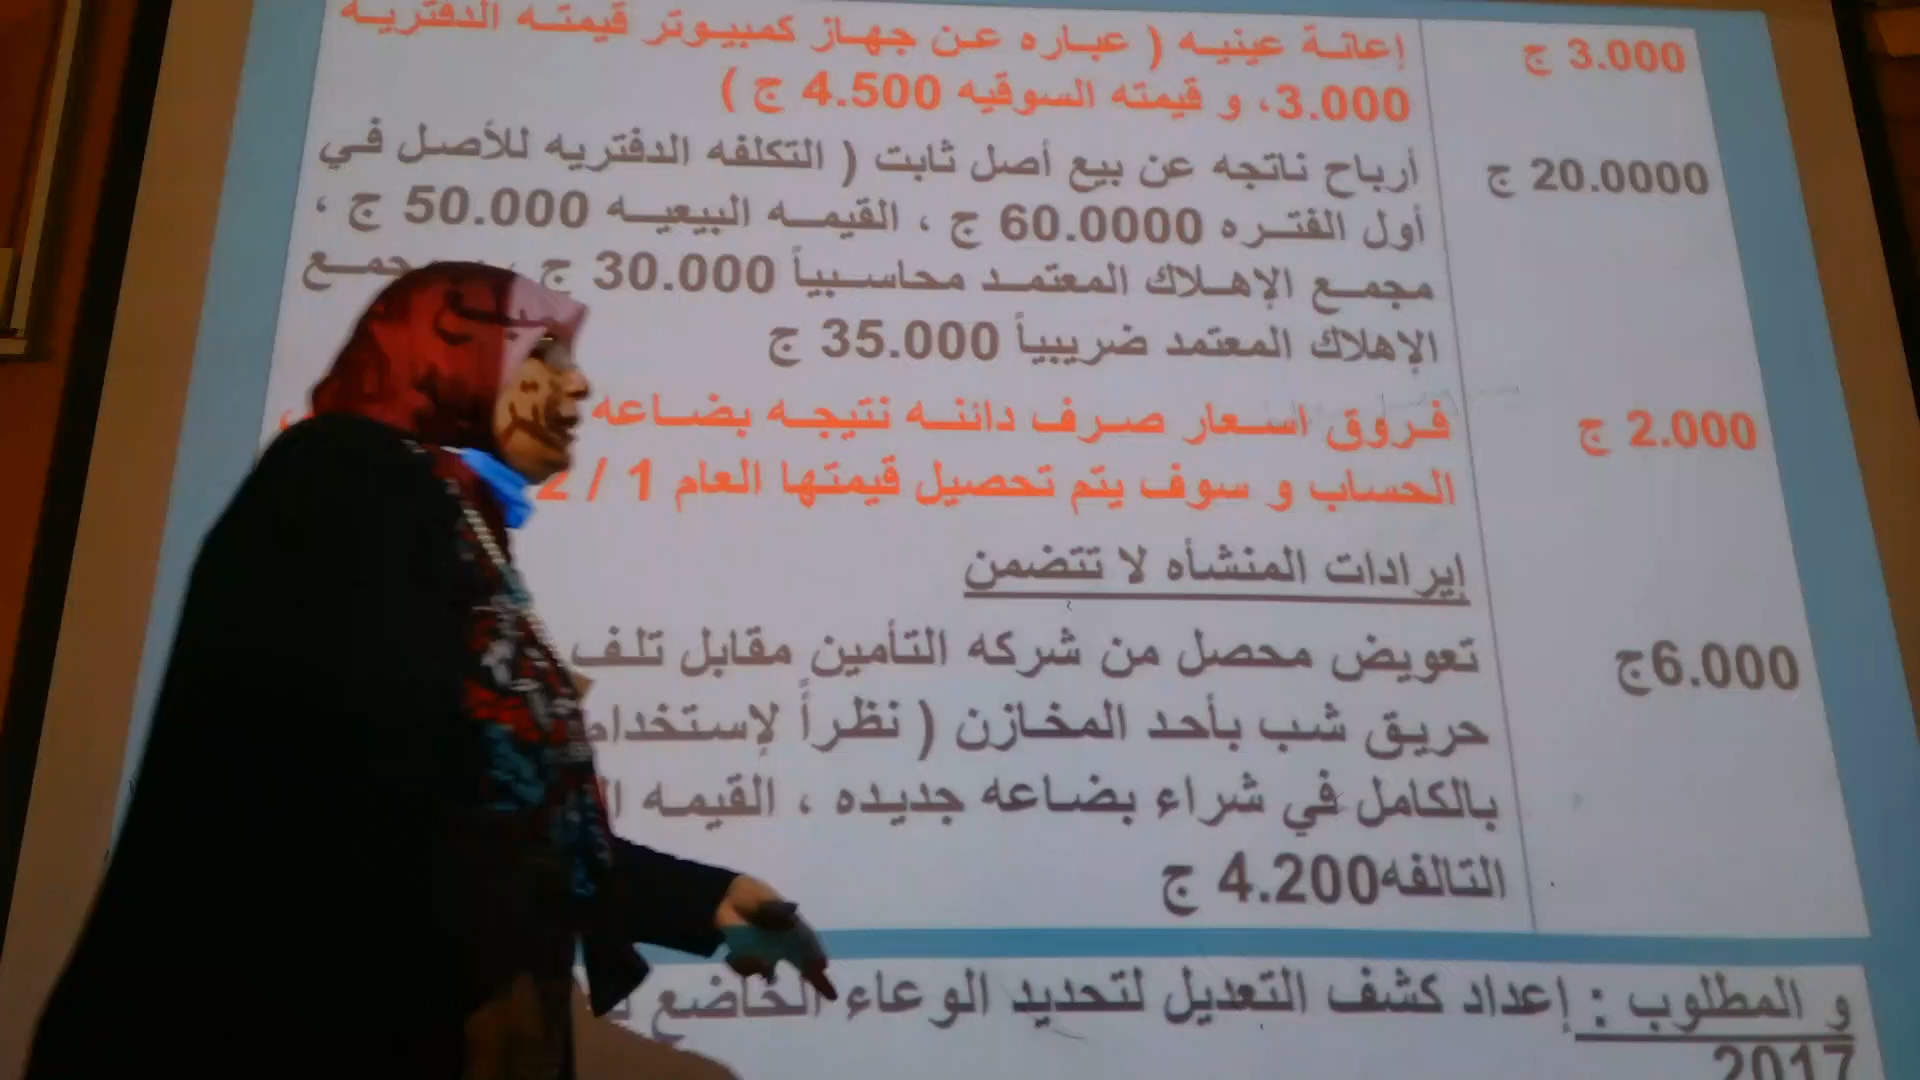 3.000 ج
إعانة عينيه ( عباره عن جهاز كمبيوتر قيمته الدفتريه
3.000، و قيمته السوقيه 4.500 ج )
20.0000 ج
أرباح ناتجه عن بيع أصل ثابت ( التكلفه الدفتريه للأصل في
أول الفتره 60.0000 ج ، القيمه البيعيه 50.000 ج ،
مجمع الإهلاك المعتمد محاسبياً 30.000 ج
الإهلاك المعتمد ضريبياً 35.000 ج
2.000 ج
فروق اسعار صرف دائنه نتيجه بضاعه
الحساب و سوف يتم تحصيل قيمتها العام 1 / 2
إيرادات المنشأه لا تتضمن
6.000ج
تعويض محصل من شركه التأمين مقابل تلف
حريق شب بأحد المخازن ( نظراً
بالكامل في شراء بضاعه جديده ، القيمه
التالفه4.200 ج
و المطلوب : إعداد كشف التعديل لتحديد الوعاء الخاضع
2017